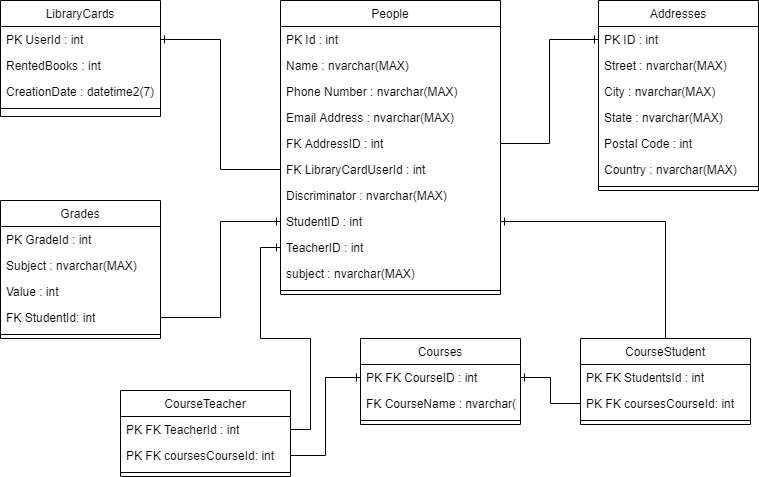 LibraryCards
PK UserId : int
RentedBooks : int
CreationDate : datetime2(7)
People
PK Id : int
Name : nvarchar(MAX)
Phone Number : nvarchar(MAX)
Email Address : nvarchar(MAX)
FK AddressID : int
FK LibraryCardUserId : int
Discriminator : nvarchar(MAX)
StudentID : int
TeacherID : int
subject : nvarchar(MAX)
Addresses
PK ID : int
Street : nvarchar(MAX)
City : nvarchar(MAX)
State : nvarchar(MAX)
Postal Code : int
Country : nvarchar(MAX)
Grades
PK GradeId : int
Subject : nvarchar(MAX)
Value : int
FK StudentId: int
Courses
PK FK CourseID : int
FK CourseName : nvarchar(
CourseStudent
PK FK StudentsId : int
PK FK coursesCourseId: int
CourseTeacher
PK FK TeacherId : int
PK FK coursesCourseId: int